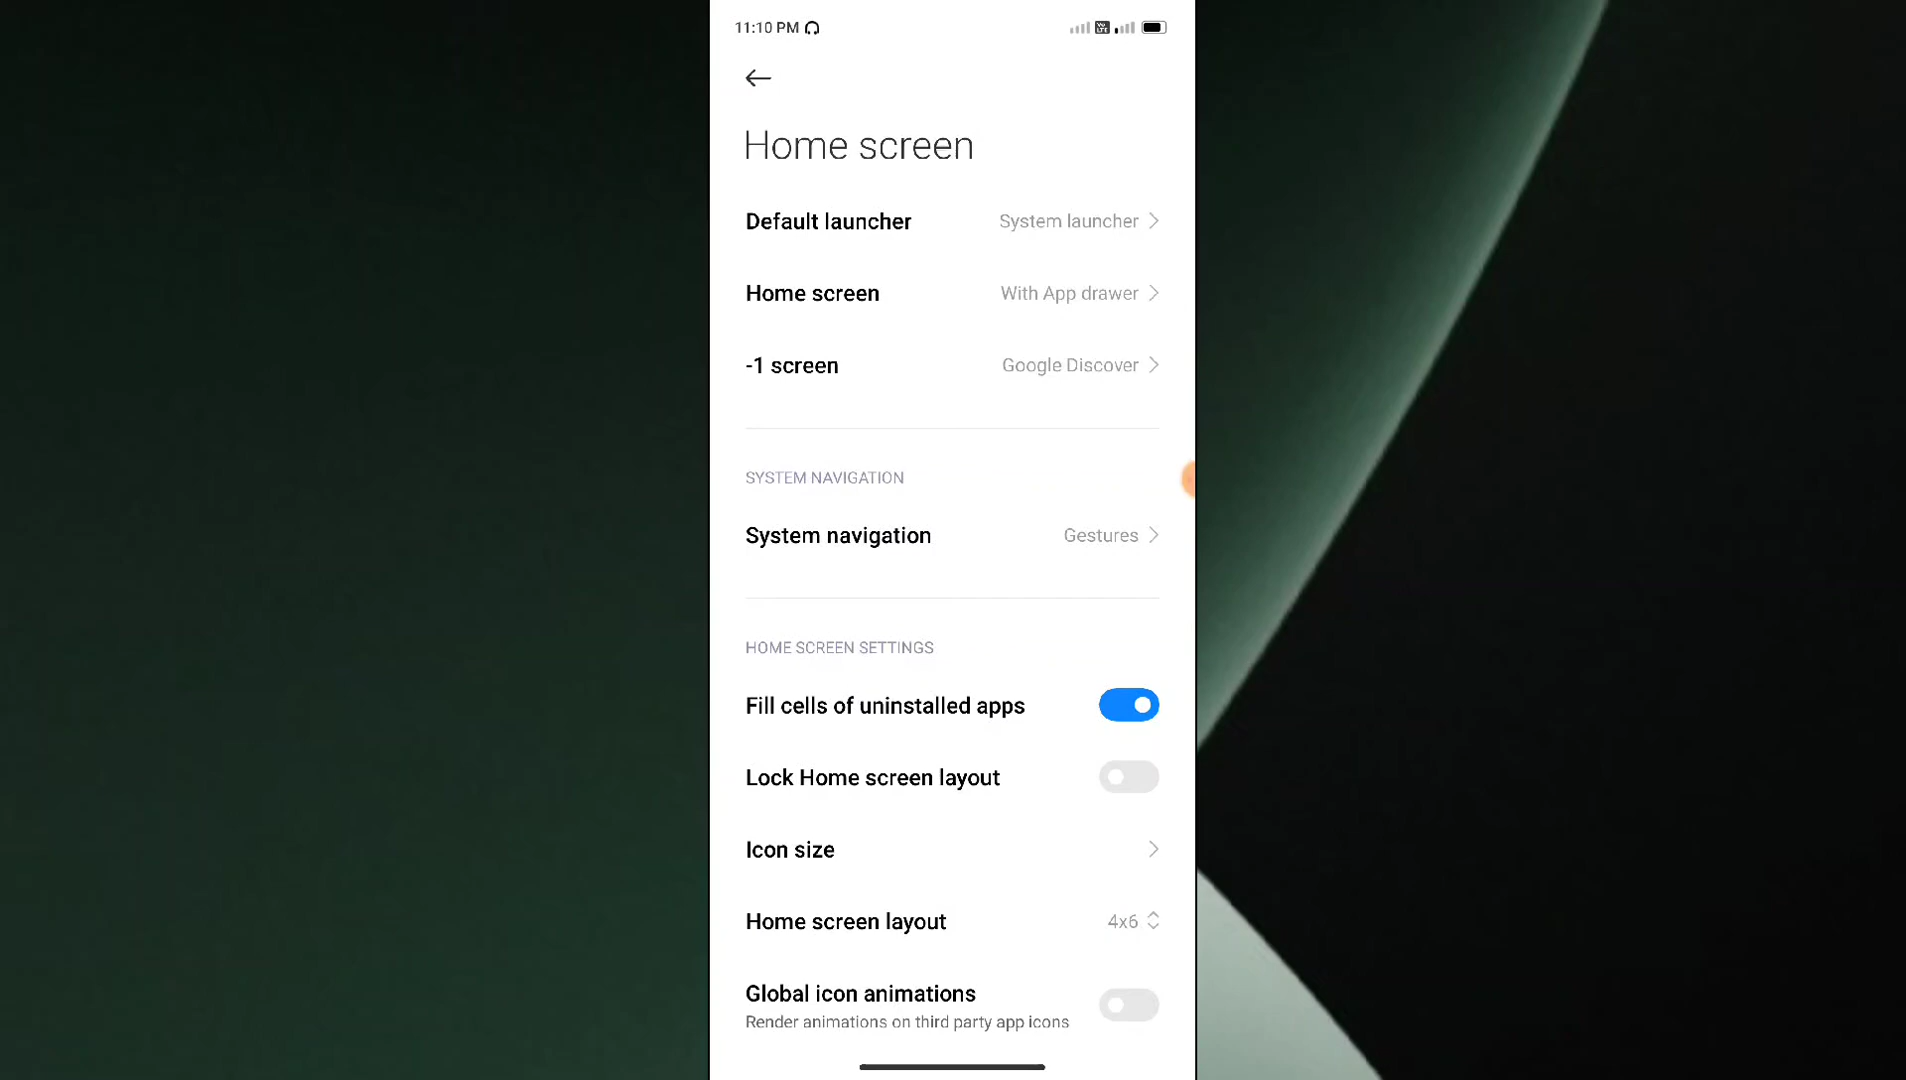 11:10 PM
Home screen
Default launcher System launcher
Home screen With App drawer
-1 screen Google Discover
SYSTEM NAVIGATION
System navigation Gestures
HOME SCREEN SETTINGS
Fill cells of uninstalled apps
Lock Home screen layout
Icon size
Home screen layout 4x6
Global icon animations
Render animations on third party app icons